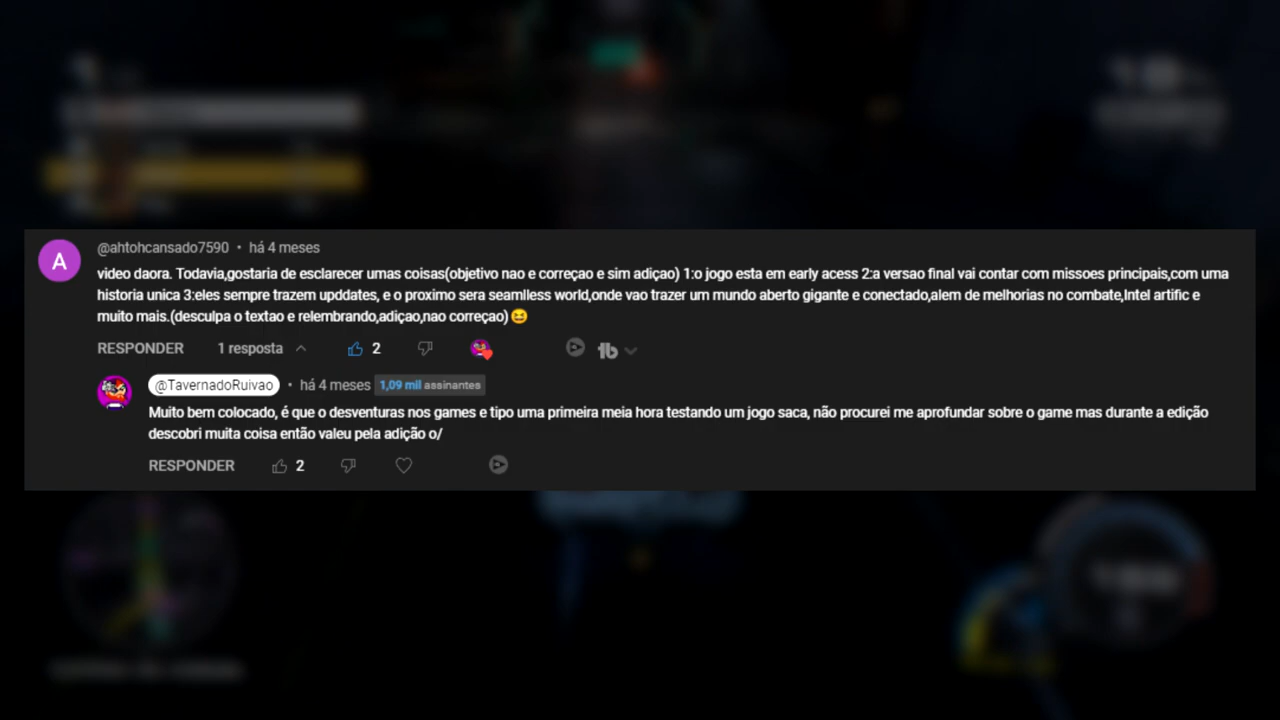 @ahtohcansado7590 • há 4 meses
video daora. Todavia,gostaria de esclarecer umas coisas(objetivo nao e correçao e sim adiçao) 1:o jogo esta em early acess 2:a versao final vai contar com missoes principais,com uma
historia unica 3:eles sempre trazem upddates, e o proximo sera seamlless world,onde vao trazer um mundo aberto gigante e conectado,alem de melhorias no combate,Intel artific e
muito mais.(desculpa o textao e relembrando,adiçao,nao correçao)😆
RESPONDER 1 resposta 2
@TavernadoRuivao • há 4 meses 1,09 mil assinantes
Muito bem colocado, é que o desventuras nos games e tipo uma primeira meia hora testando um jogo saca, não procurei me aprofundar sobre o game mas durante a edição
descobri muita coisa então valeu pela adição o/
RESPONDER 2